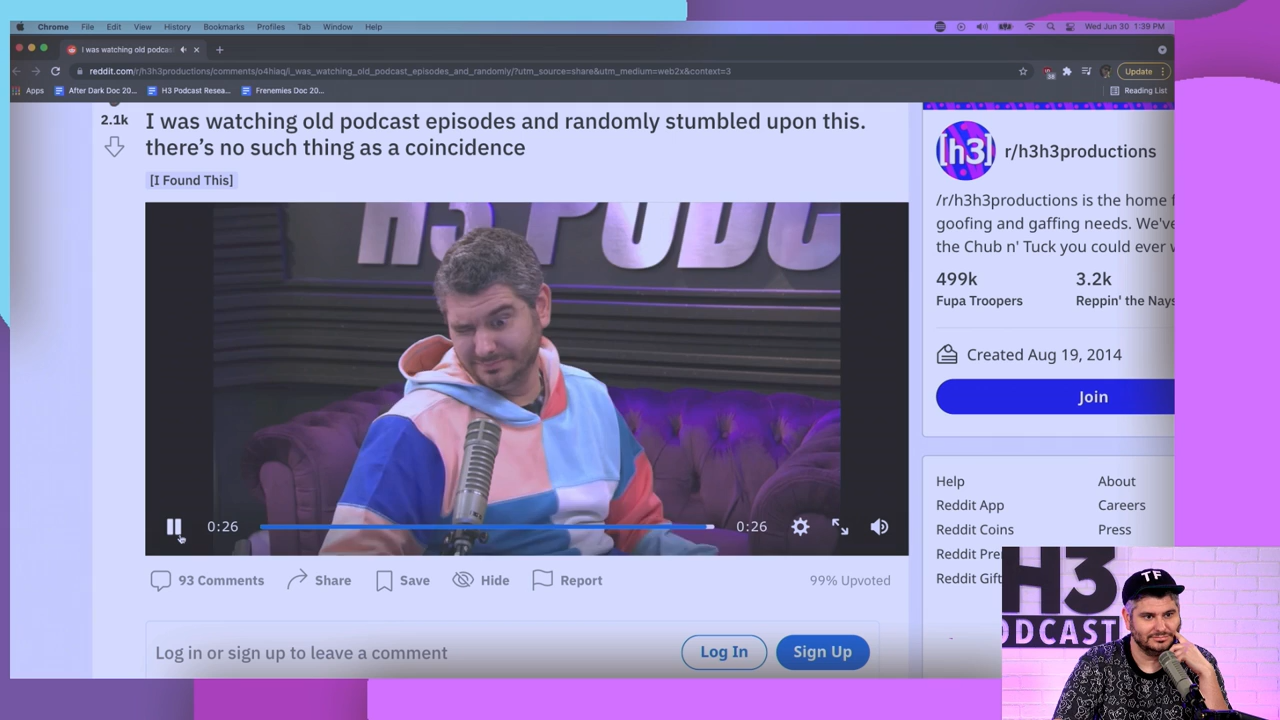 Chrome File Edit View History Bookmarks Profiles Tab Window Help
Wed Jun 30 1:39 PM
I was watching old podcas
reddit.com/r/h3h3productions/comments/o4hiaq/i_was_watching_old_podcast_episodes_and_randomly/?utm_source=share&utm_medium=web2x&context=3
Update
Apps After Dark Doc 20... H3 Podcast Resea... Frenemies Doc 20...
Reading List
2.1k
I was watching old podcast episodes and randomly stumbled upon this.
there's no such thing as a coincidence
[I Found This]
H3 PODC
0:26
0:26
93 Comments Share Save Hide Report
99% Upvoted
Log in or sign up to leave a comment
Log In Sign Up
[h3] r/h3h3productions
/r/h3h3productions is the home f
goofing and gaffing needs. We've
the Chub n' Tuck you could ever w
499k 3.2k
Fupa Troopers Reppin' the Nays
Created Aug 19, 2014
Join
Help About
Reddit App Careers
Reddit Coins Press
Reddit Pre
Reddit Gift
H3
ODCAST
TF